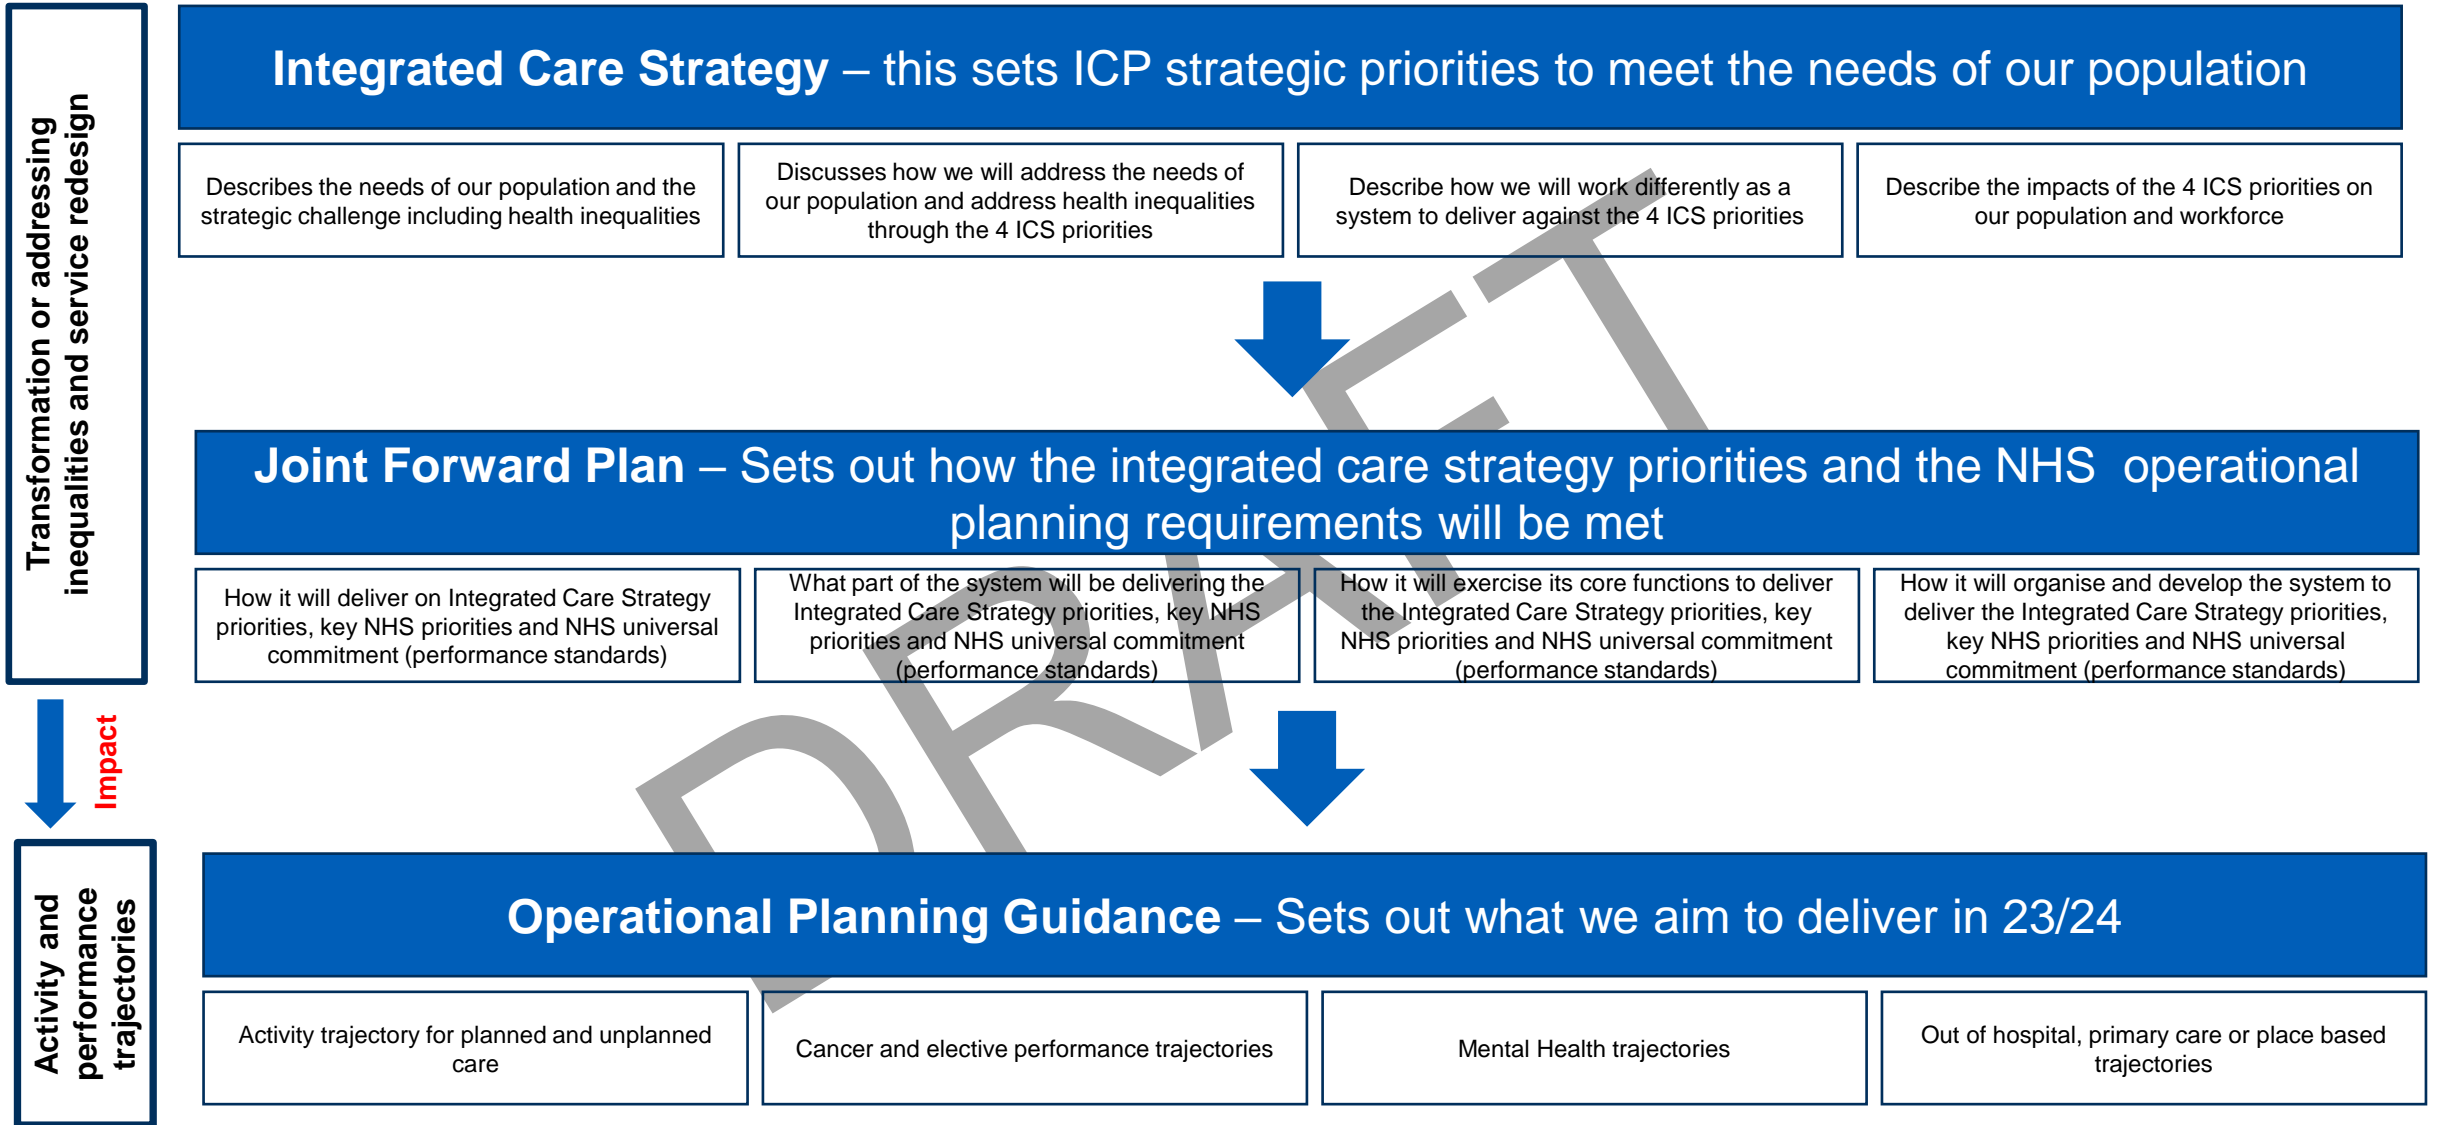 Transformation or addressing
inequalities and service redesign
Integrated Care Strategy – this sets ICP strategic priorities to meet the needs of our population
Describes the needs of our population and the
strategic challenge including health inequalities
Discusses how we will address the needs of
our population and address health inequalities
through the 4 ICS priorities
Describe how we will work differently as a
system to deliver against the 4 ICS priorities
Describe the impacts of the 4 ICS priorities on
our population and workforce
Joint Forward Plan – Sets out how the integrated care strategy priorities and the NHS operational
planning requirements will be met
How it will deliver on Integrated Care Strategy
priorities, key NHS priorities and NHS universal
commitment (performance standards)
What part of the system will be delivering the
Integrated Care Strategy priorities, key NHS
priorities and NHS universal commitment
(performance standards)
How it will exercise its core functions to deliver
the Integrated Care Strategy priorities, key
NHS priorities and NHS universal commitment
(performance standards)
How it will organise and develop the system to
deliver the Integrated Care Strategy priorities,
key NHS priorities and NHS universal
commitment (performance standards)
Impact
Activity and
performance
trajectories
Operational Planning Guidance – Sets out what we aim to deliver in 23/24
Activity trajectory for planned and unplanned
care
Cancer and elective performance trajectories
Mental Health trajectories
Out of hospital, primary care or place based
trajectories
DRAFT